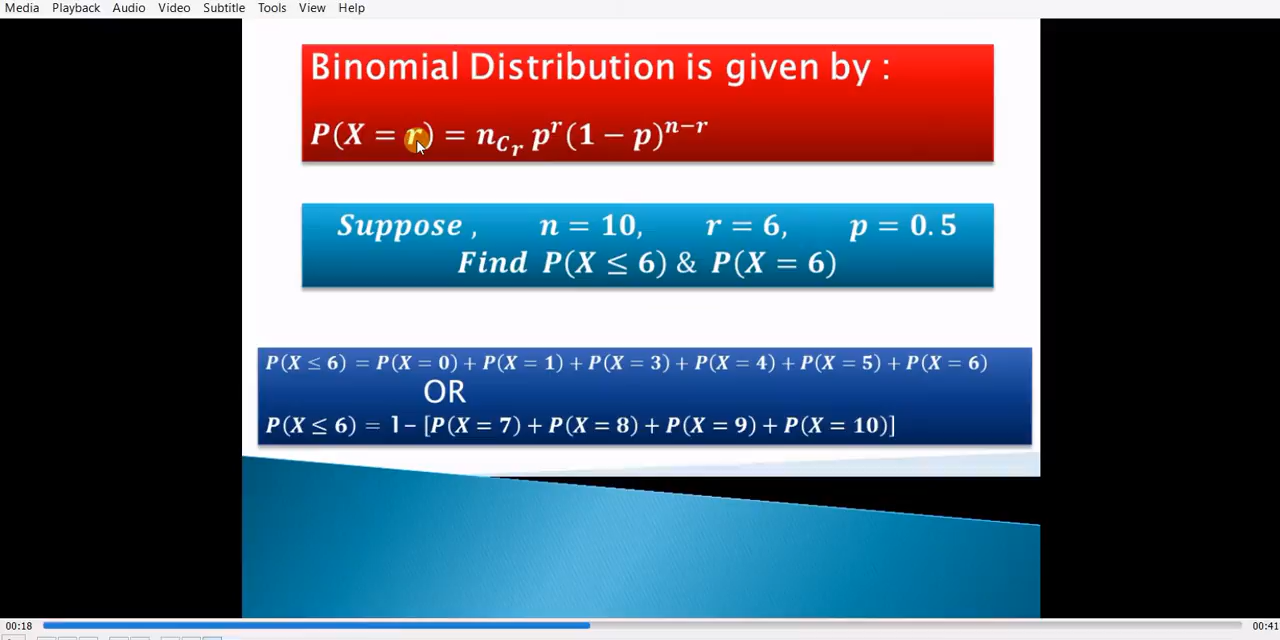 Media Playback Audio Video Subtitle Tools View Help
Binomial Distribution is given by :
P(X = r) = n_{C_r} p^r (1 − p)^{n−r}
Suppose , n = 10, r = 6, p = 0.5
Find P(X ≤ 6) & P(X = 6)
P(X ≤ 6) = P(X = 0) + P(X = 1) + P(X = 3) + P(X = 4) + P(X = 5) + P(X = 6)
OR
P(X ≤ 6) = 1− [P(X = 7) + P(X = 8) + P(X = 9) + P(X = 10)]
00:18 00:41